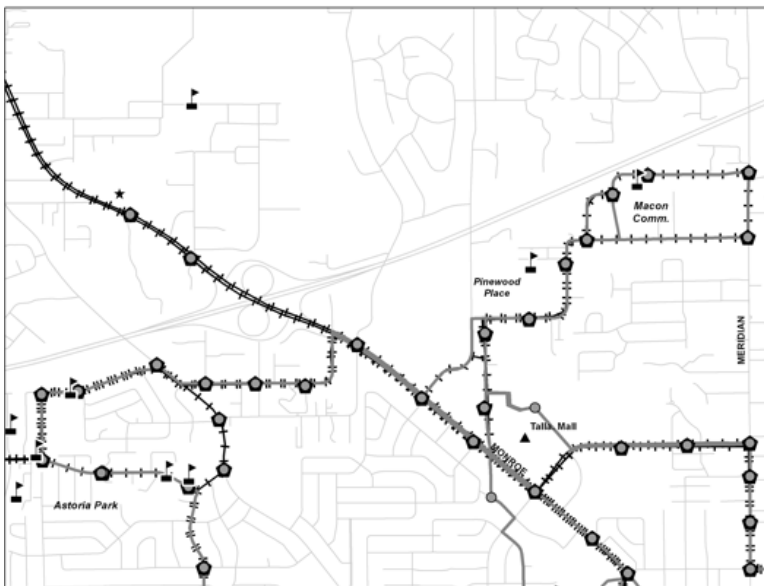 Macon
Comm.
Pinewood
Place
MERIDIAN
Talla. Mall
MONROE
Astoria Park